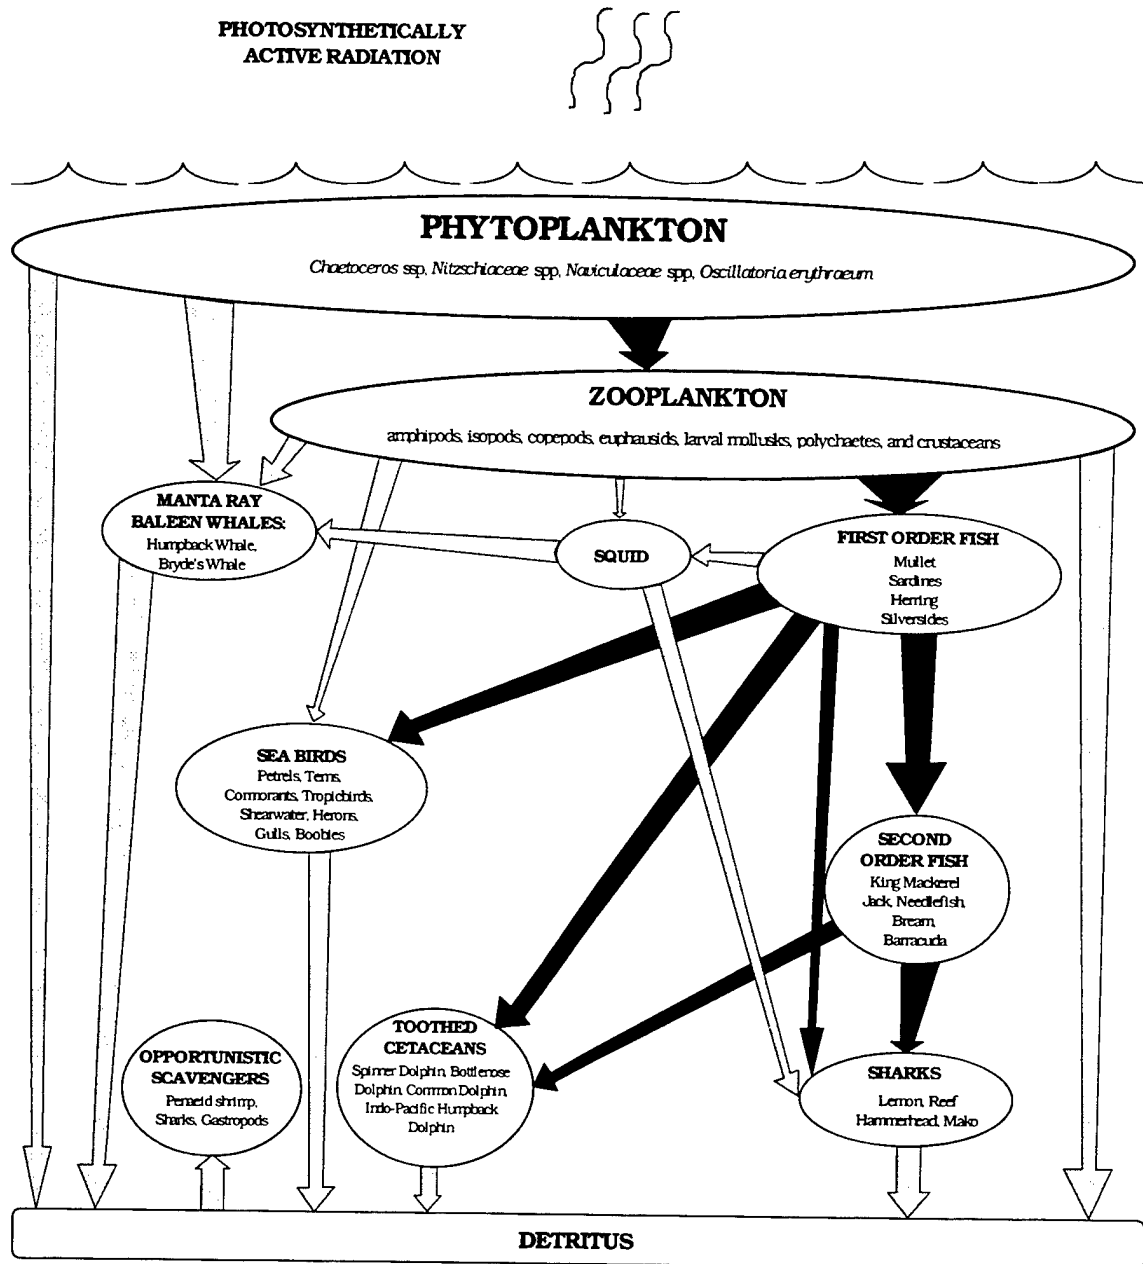 PHOTOSYNTHETICALLY
ACTIVE RADIATION
PHYTOPLANKTON
Chaetoceros ssp, Nitzschiaceae spp, Naviculaceae spp, Oscillatoria erythraeum
ZOOPLANKTON
amphipods, isopods, copepods, euphausids, larval mollusks, polychaetes, and crustaceans
MANTA RAY
BALEEN WHALES:
Humpback Whale,
Bryde's Whale
SQUID
FIRST ORDER FISH
Mullet
Sardines
Herring
Silversides
SEA BIRDS
Petrels, Terns,
Cormorants, Tropicbirds,
Shearwater, Herons,
Gulls, Boobies
SECOND
ORDER FISH
King Mackerel
Jack, Needlefish,
Bream,
Barracuda
OPPORTUNISTIC
SCAVENGERS
Penaeid shrimp,
Sharks, Gastropods
TOOTHED
CETACEANS
Spinner Dolphin, Bottlenose
Dolphin, Common Dolphin,
Indo-Pacific Humpback
Dolphin
SHARKS
Lemon, Reef
Hammerhead, Mako
DETRITUS